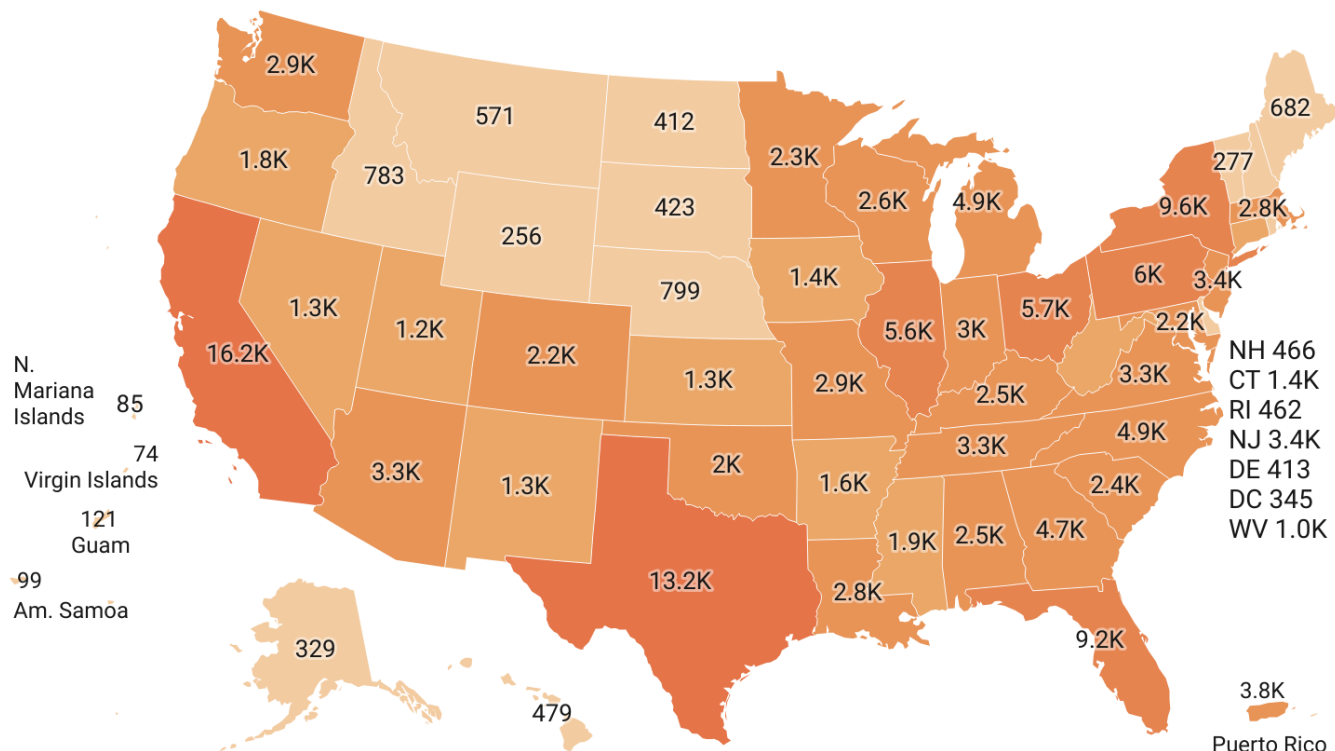 2.9K
571
412
682
2.3K
1.8K
783
277
2.6K
4.9K
423
9.6K
2.8K
256
1.4K
6K
3.4K
799
1.3K
1.2K
5.7K
5.6K
3K
2.2K
16.2K
2.2K
NH 466
N.
Mariana
Islands
85
1.3K
2.9K
3.3K
CT 1.4K
2.5K
RI 462
4.9K
NJ 3.4K
3.3K
74
Virgin Islands
3.3K
1.3K
2K
1.6K
2.4K
DE 413
DC 345
121
Guam
1.9K
2.5K
4.7K
WV 1.0K
99
Am. Samoa
13.2K
2.8K
329
9.2K
479
3.8K
Puerto Rico